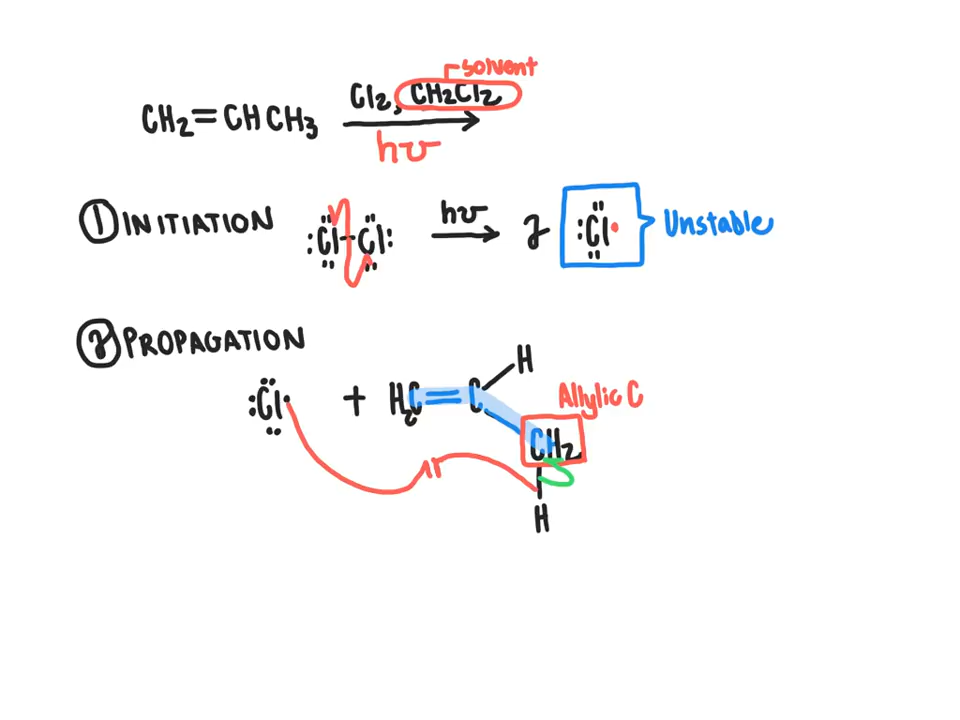 solvent
CH2=CHCH3 Cl2, CH2Cl2
hν
① INITIATION :Cl-Cl: hν 2 :Cl· Unstable
② PROPAGATION
H
:Cl· + H2C=C Allylic C
CH2
H